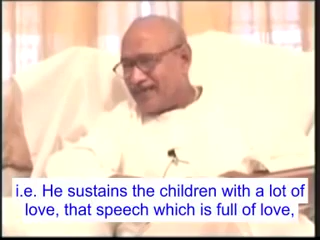 i.e. He sustains the children with a lot of
love, that speech which is full of love,